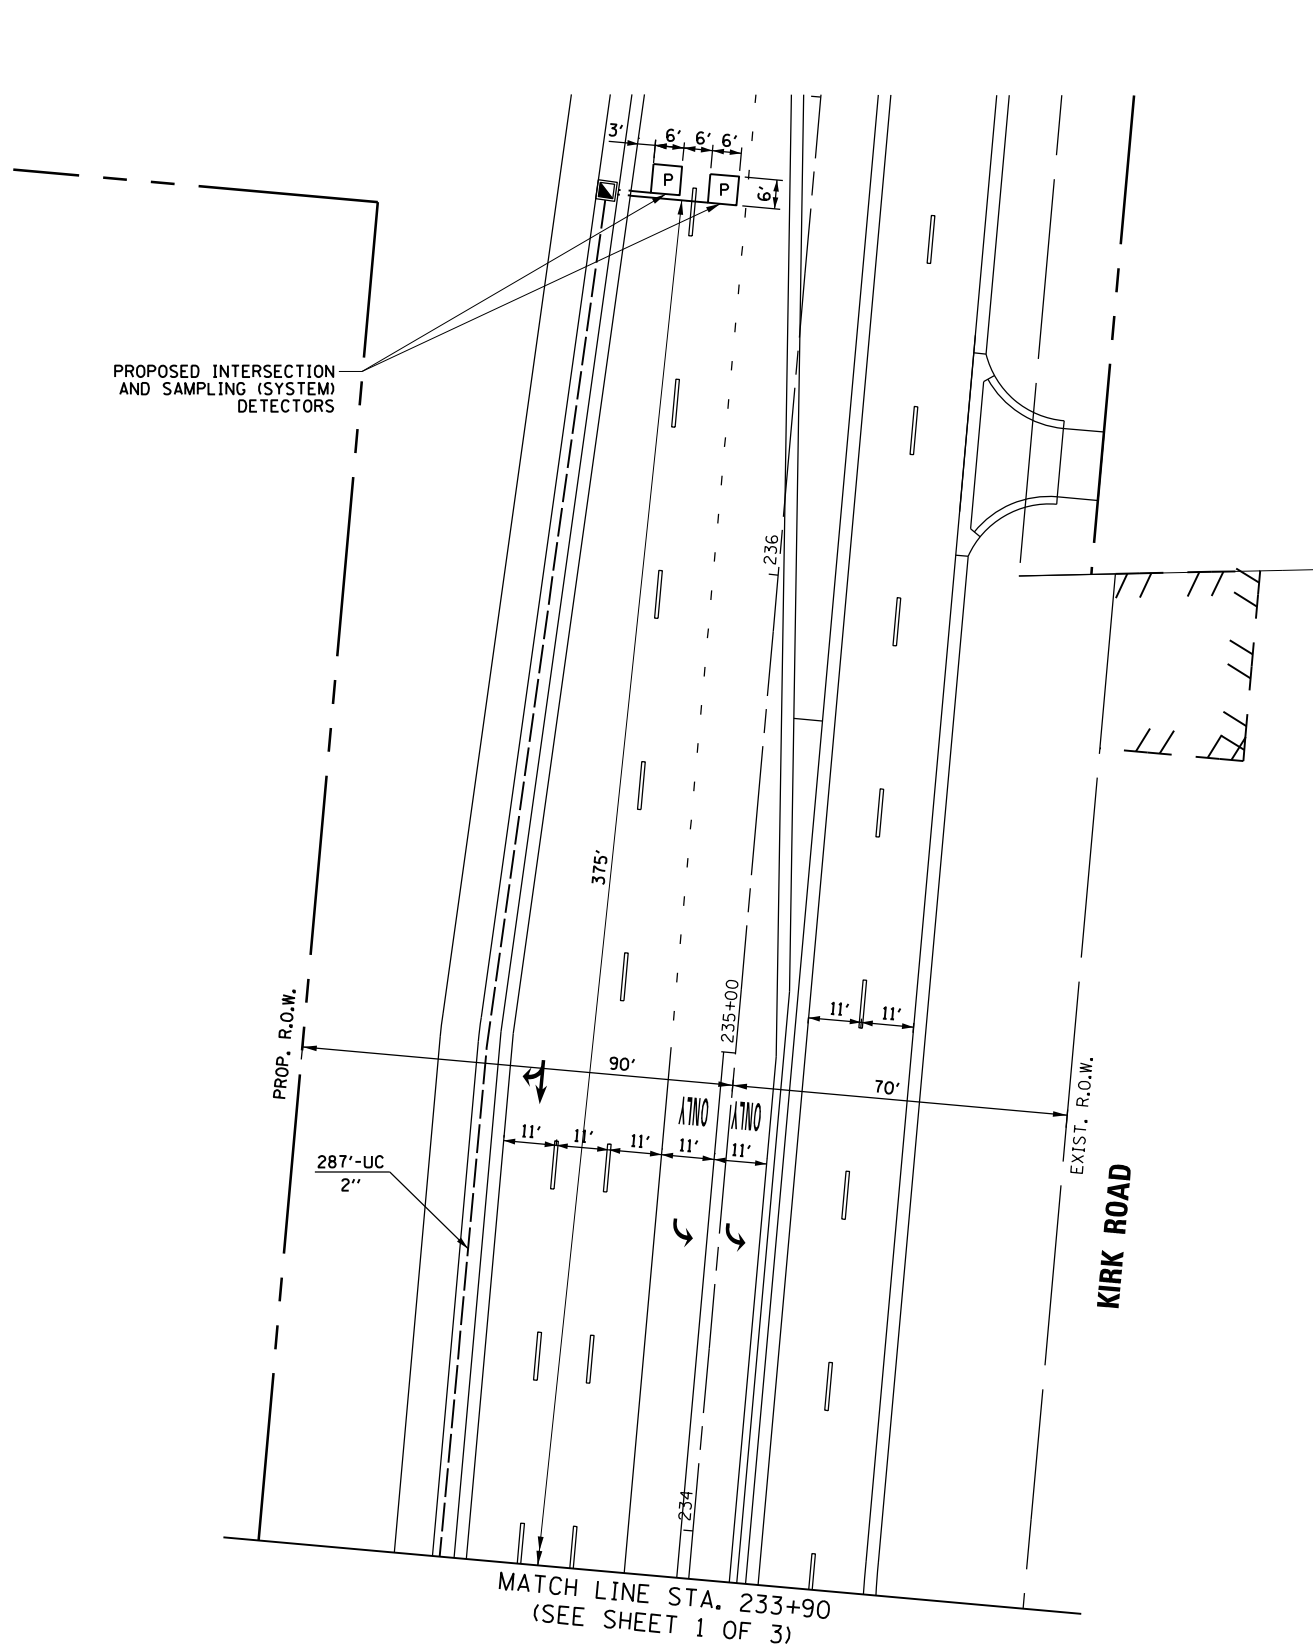 3'
6'
6'
6'
P
P
6'
PROPOSED INTERSECTION
AND SAMPLING (SYSTEM)
DETECTORS
236
375'
235+00
11'
11'
PROP. R.O.W.
90'
70'
ONLY
ONLY
EXIST. R.O.W.
11'
11'
11'
11'
11'
287'-UC
2''
KIRK ROAD
234
MATCH LINE STA. 233+90
(SEE SHEET 1 OF 3)